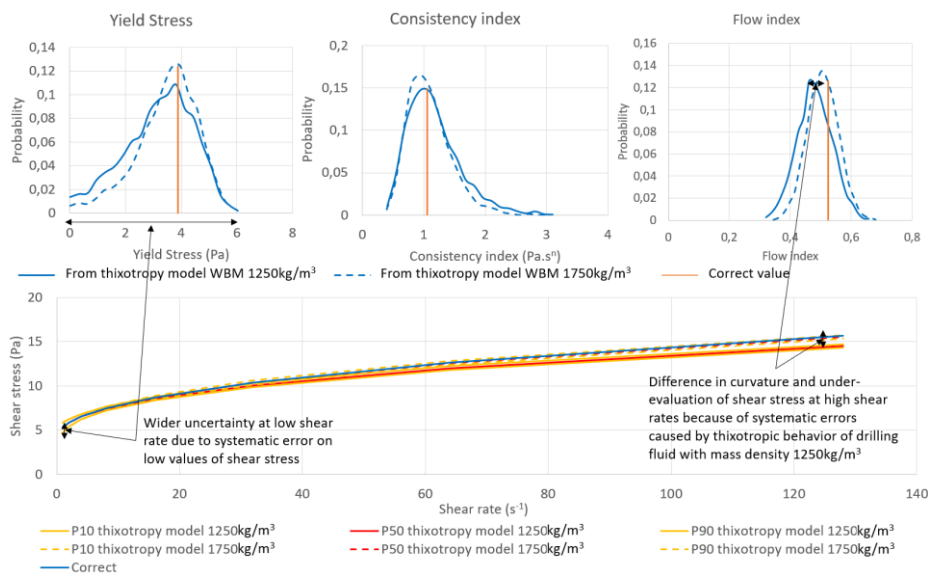 Yield Stress
Consistency index
Flow index
0,14
0,12
0,1
0,08
0,06
0,04
0,02
0
Probability
0 2 4 6 8
Yield Stress (Pa)
0,2
0,15
0,1
0,05
0
Probability
0 1 2 3 4
Consistency index (Pa.sⁿ)
0,16
0,14
0,12
0,1
0,08
0,06
0,04
0,02
0
Probability
0 0,2 0,4 0,6 0,8
Flow index
From thixotropy model WBM 1250kg/m³
From thixotropy model WBM 1750kg/m³
Correct value
20
15
10
5
0
Shear stress (Pa)
Wider uncertainty at low shear
rate due to systematic error on
low values of shear stress
Difference in curvature and under-
evaluation of shear stress at high shear
rates because of systematic errors
caused by thixotropic behavior of drilling
fluid with mass density 1250kg/m³
0 20 40 60 80 100 120 140
Shear rate (s⁻¹)
P10 thixotropy model 1250kg/m³
P50 thixotropy model 1250kg/m³
P90 thixotropy model 1250kg/m³
P10 thixotropy model 1750kg/m³
P50 thixotropy model 1750kg/m³
P90 thixotropy model 1750kg/m³
Correct